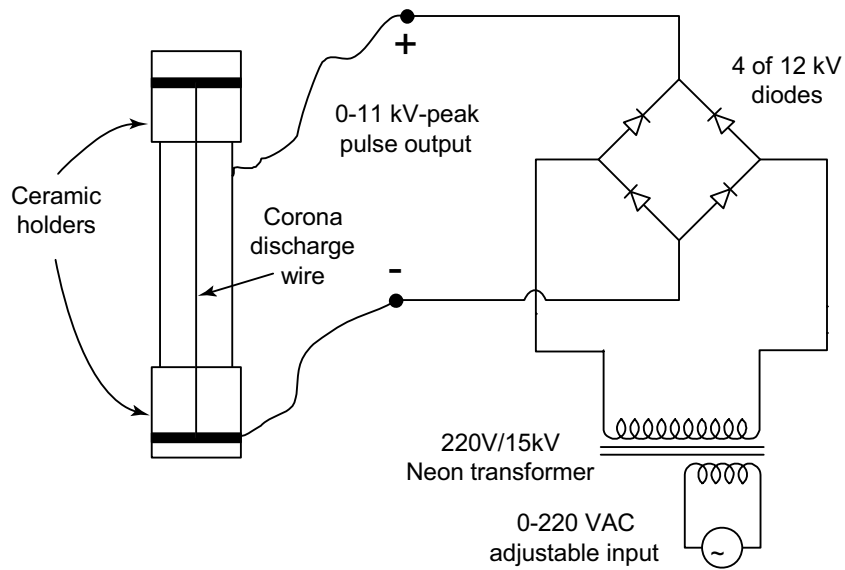 +
4 of 12 kV
diodes
0-11 kV-peak
pulse output
Ceramic
holders
Corona
discharge
wire
-
220V/15kV
Neon transformer
0-220 VAC
adjustable input
~